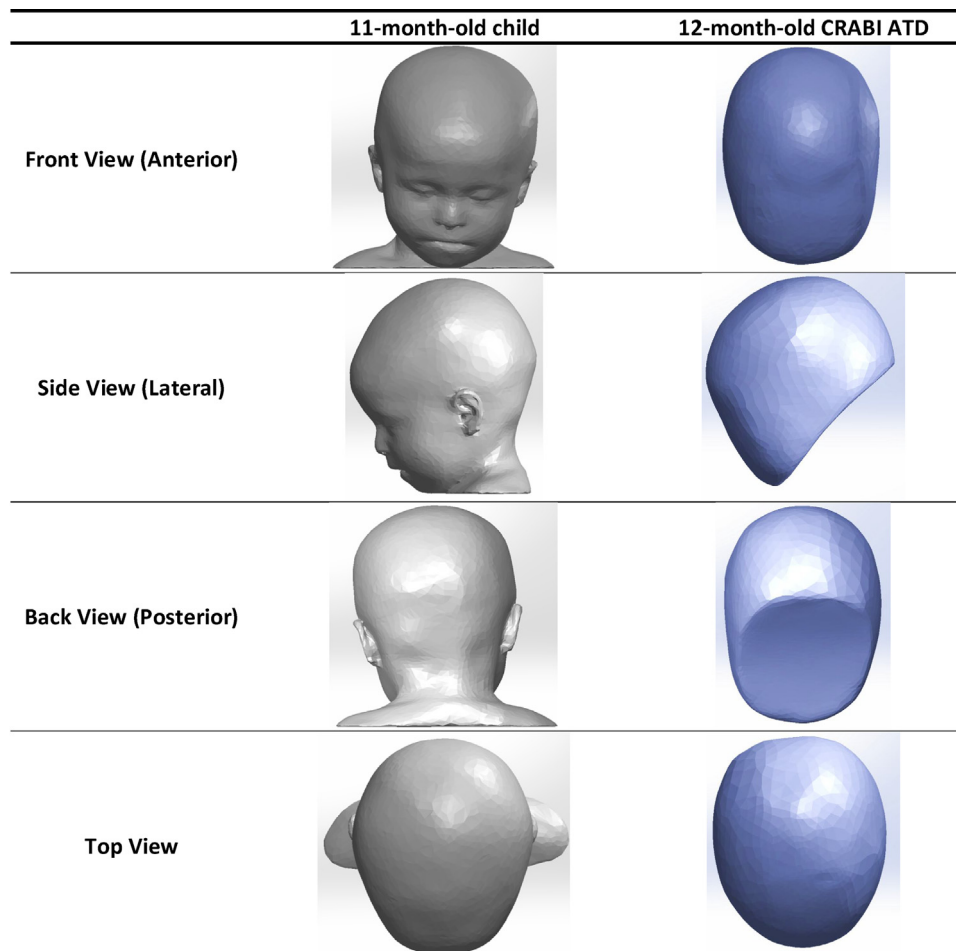 11-month-old child 12-month-old CRABI ATD
Front View (Anterior)
Side View (Lateral)
Back View (Posterior)
Top View